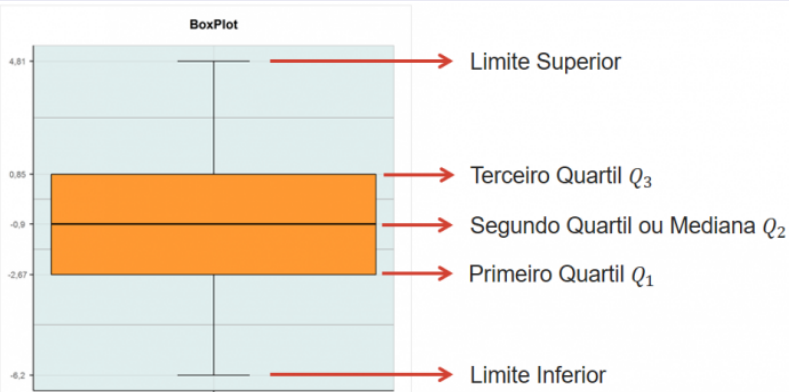 BoxPlot
4,81
Limite Superior
0,85
Terceiro Quartil Q3
-0,9
Segundo Quartil ou Mediana Q2
-2,67
Primeiro Quartil Q1
-6,2
Limite Inferior